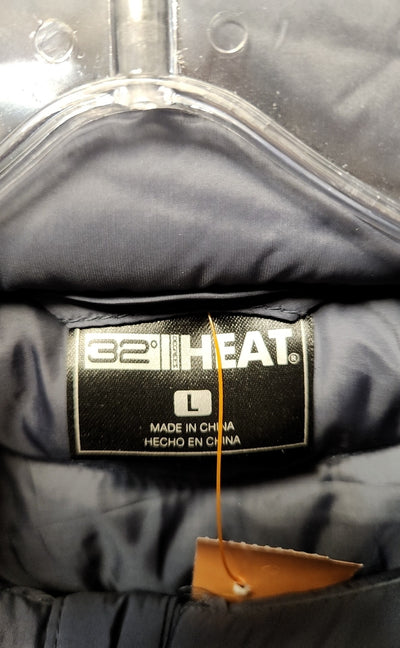 32° HEAT®
L
MADE IN CHINA
HECHO EN CHINA